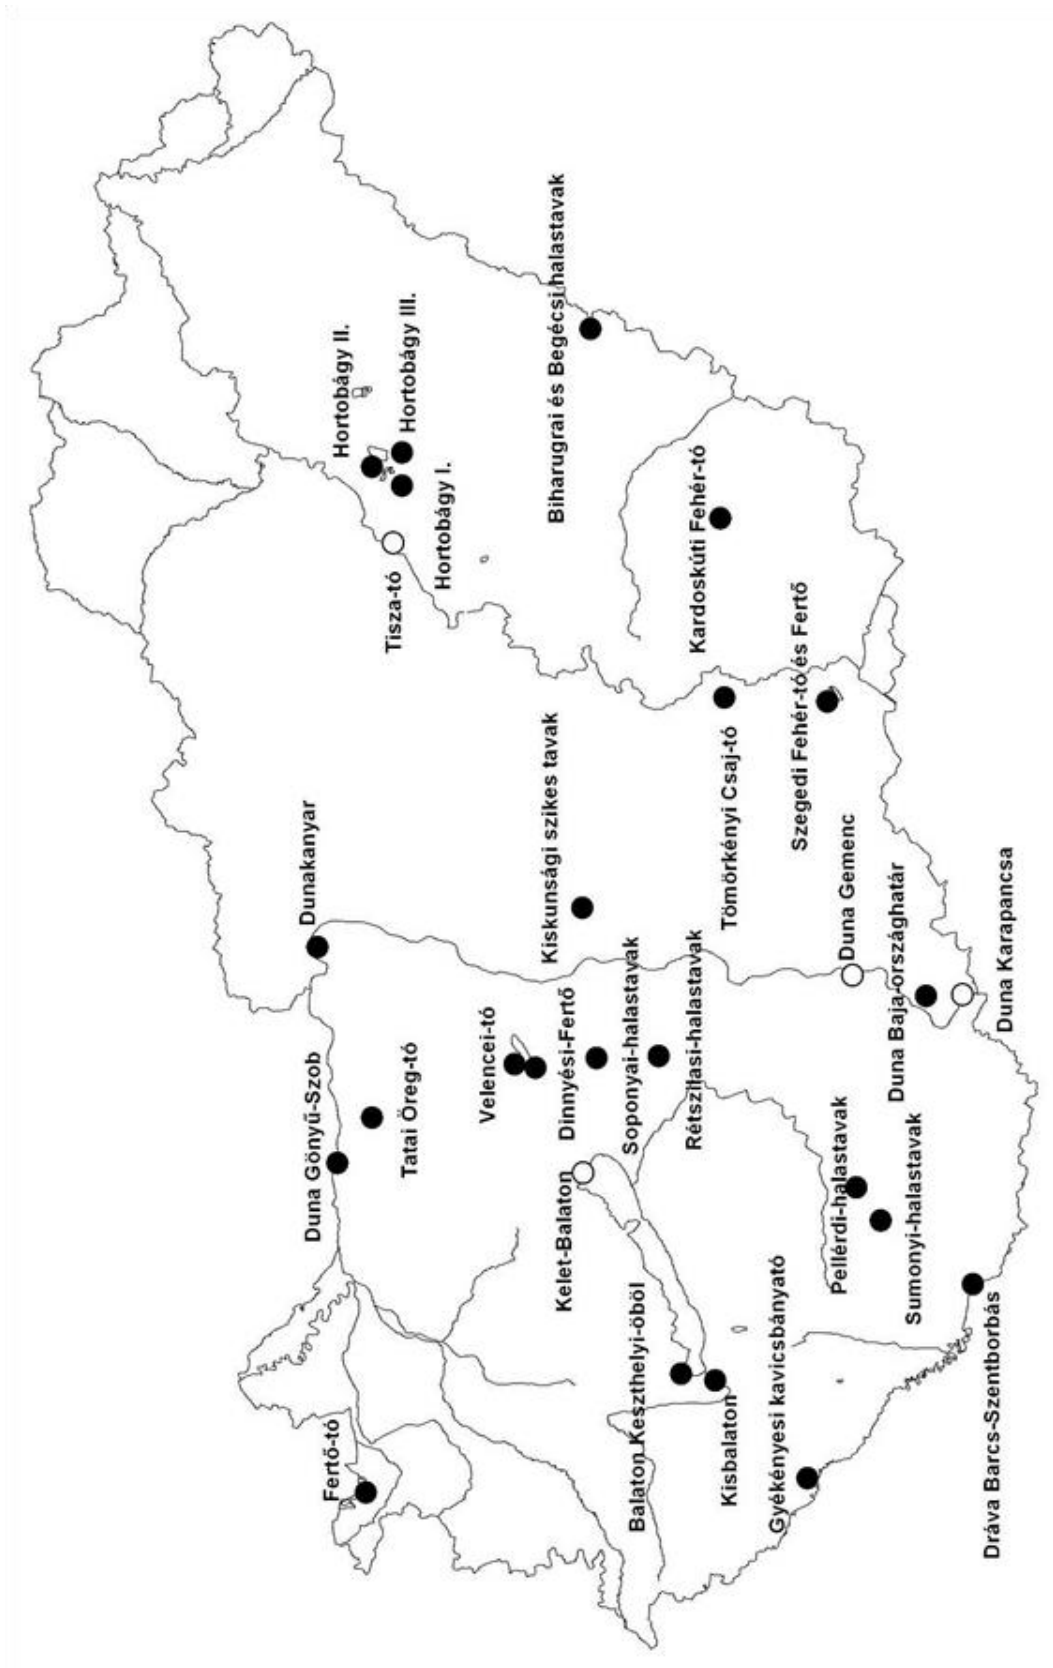 Fertő-tó
Duna Gönyű-Szob
Dunakanyar
Tatai Öreg-tó
Velencei-tó
Dinnyési-Fertő
Soponyai-halastavak
Rétszilasi-halastavak
Kelet-Balaton
Balaton Keszthelyi-öböl
Kisbalaton
Gyékényesi kavicsbányató
Dráva Barcs-Szentborbás
Pellérdi-halastavak
Sumonyi-halastavak
Duna Baja-országhatár
Duna Karapancsa
Duna Gemenc
Kiskunsági szikes tavak
Tömörkényi Csaj-tó
Szegedi Fehér-tó és Fertő
Kardoskúti Fehér-tó
Biharugrai és Begécsi halastavak
Tisza-tó
Hortobágy I.
Hortobágy II.
Hortobágy III.